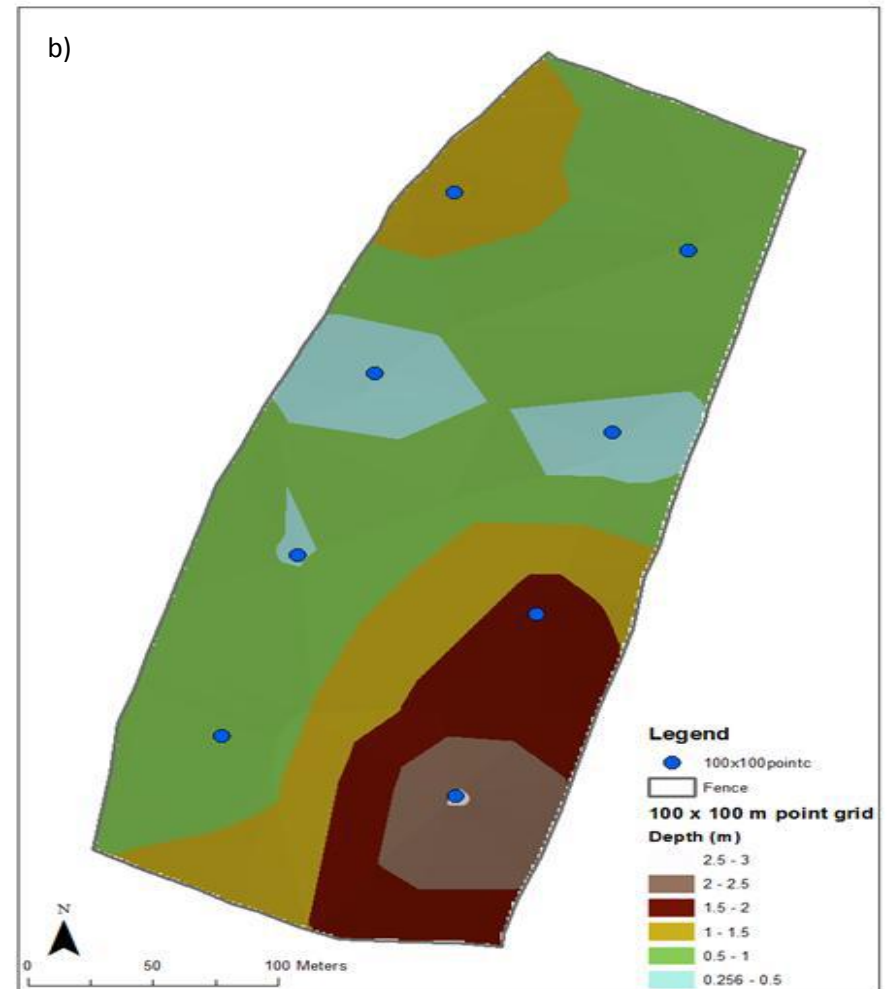 b)
Legend
100x100pointc
Fence
100 x 100 m point grid
Depth (m)
2.5 - 3
2 - 2.5
1.5 - 2
1 - 1.5
0.5 - 1
0.256 - 0.5
N
0 50 100 Meters